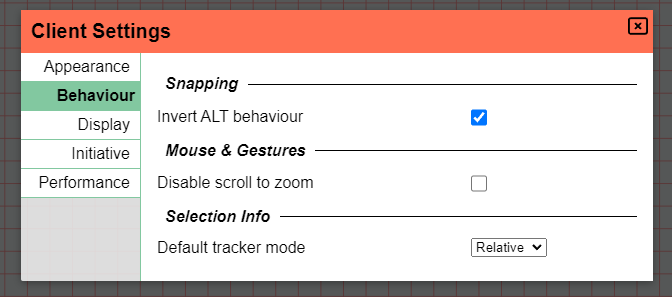 Client Settings
Appearance
Behaviour
Display
Initiative
Performance
Snapping
Invert ALT behaviour
Mouse & Gestures
Disable scroll to zoom
Selection Info
Default tracker mode
Relative